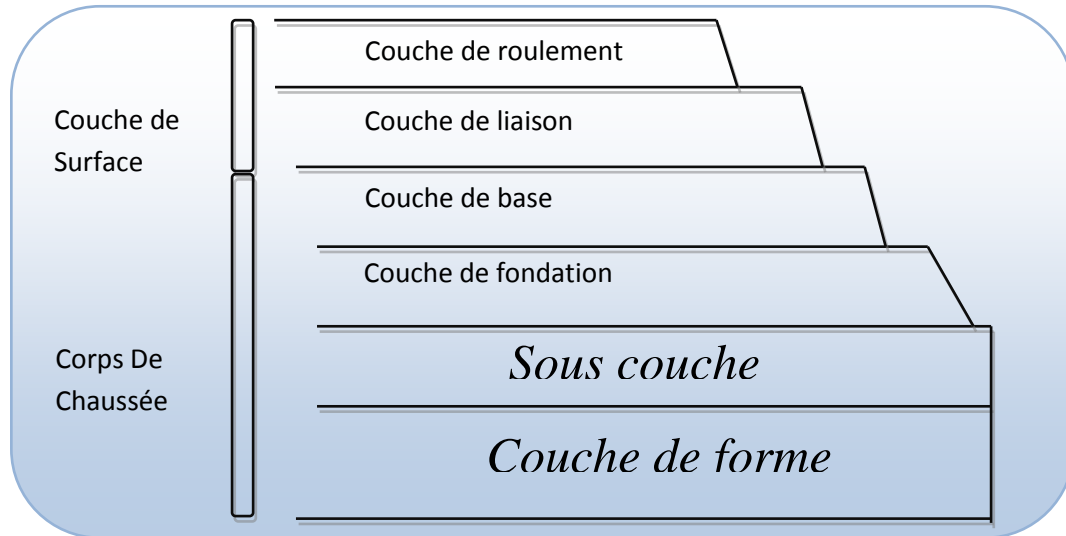 Couche de roulement
Couche de liaison
Couche de
Surface
Couche de base
Couche de fondation
Corps De
Chaussée
Sous couche
Couche de forme